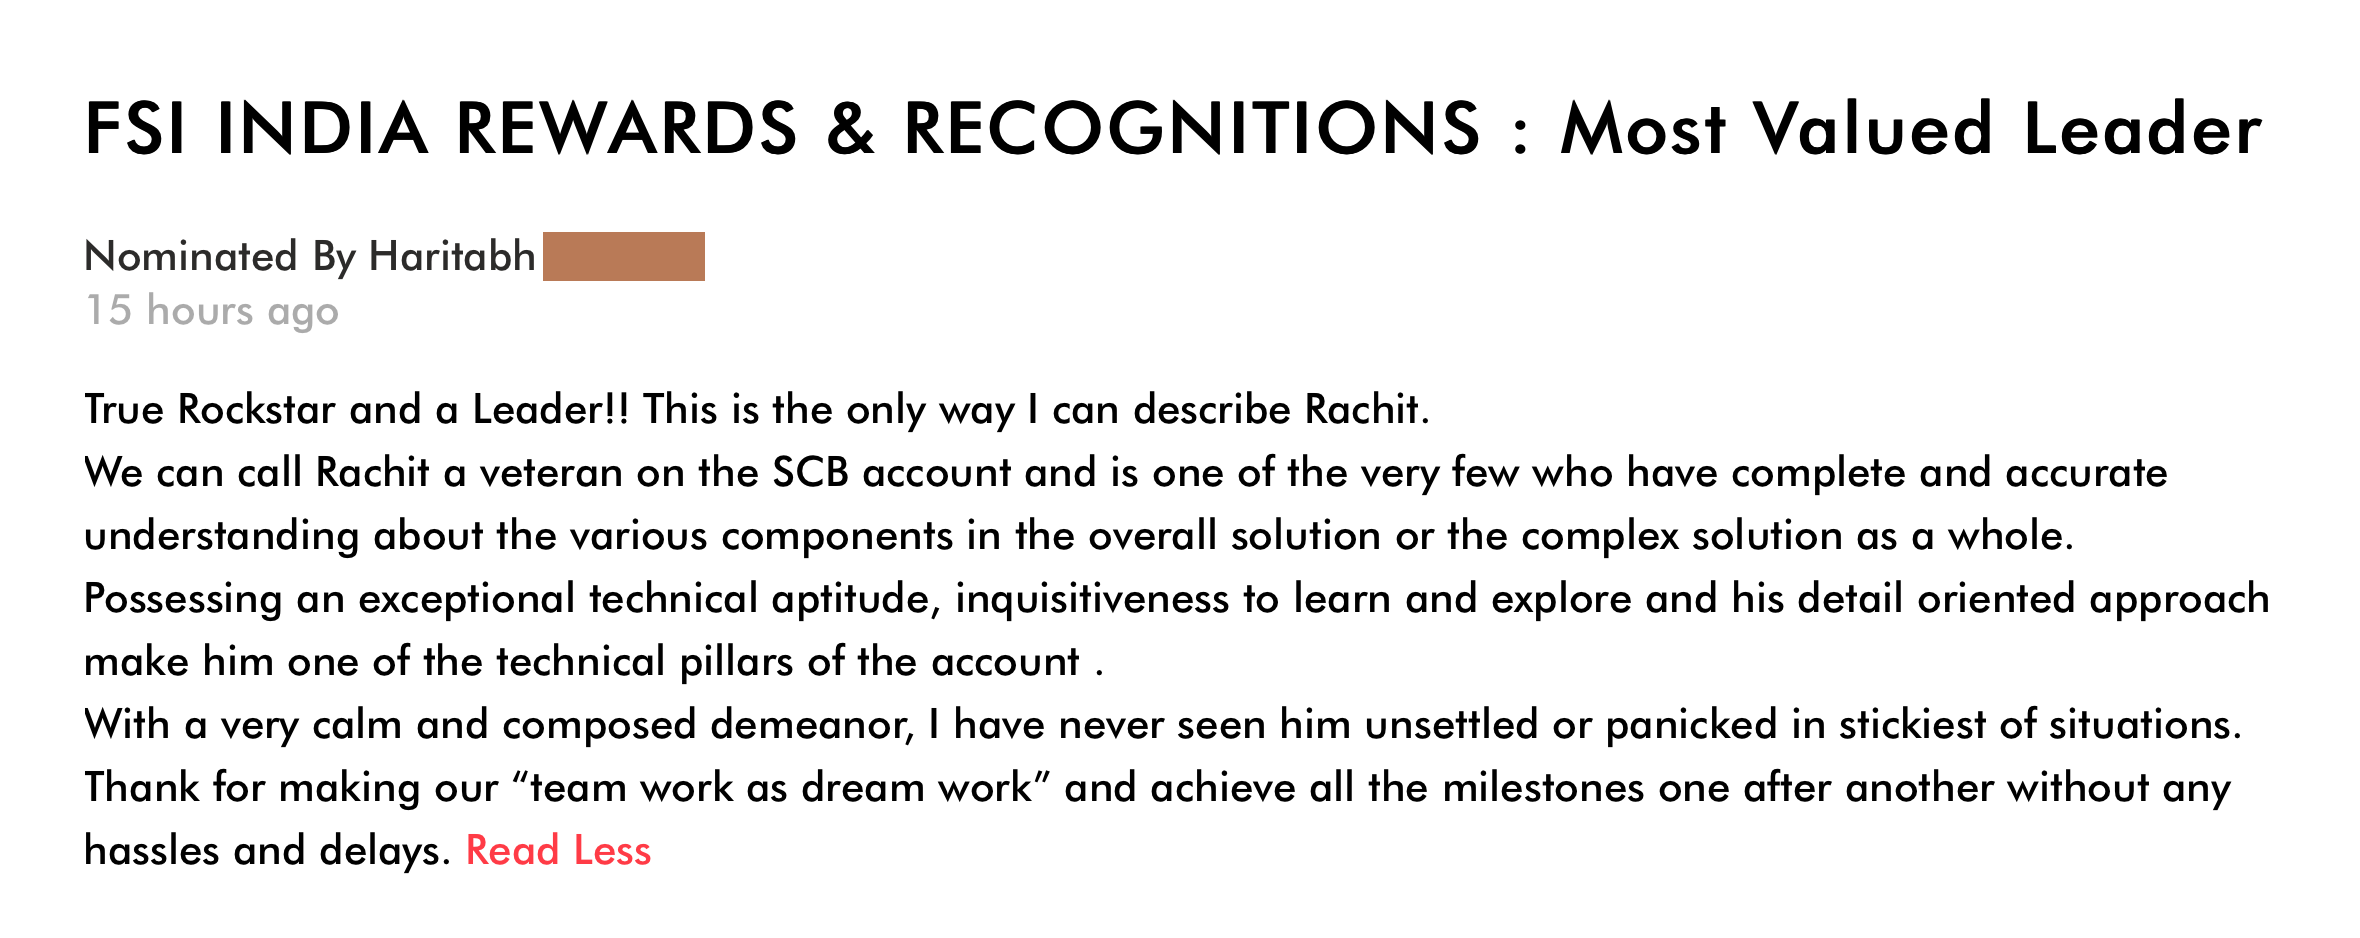 FSI INDIA REWARDS & RECOGNITIONS : Most Valued Leader
Nominated By Haritabh
15 hours ago
True Rockstar and a Leader!! This is the only way I can describe Rachit.
We can call Rachit a veteran on the SCB account and is one of the very few who have complete and accurate
understanding about the various components in the overall solution or the complex solution as a whole.
Possessing an exceptional technical aptitude, inquisitiveness to learn and explore and his detail oriented approach
make him one of the technical pillars of the account .
With a very calm and composed demeanor, I have never seen him unsettled or panicked in stickiest of situations.
Thank for making our “team work as dream work” and achieve all the milestones one after another without any
hassles and delays. Read Less